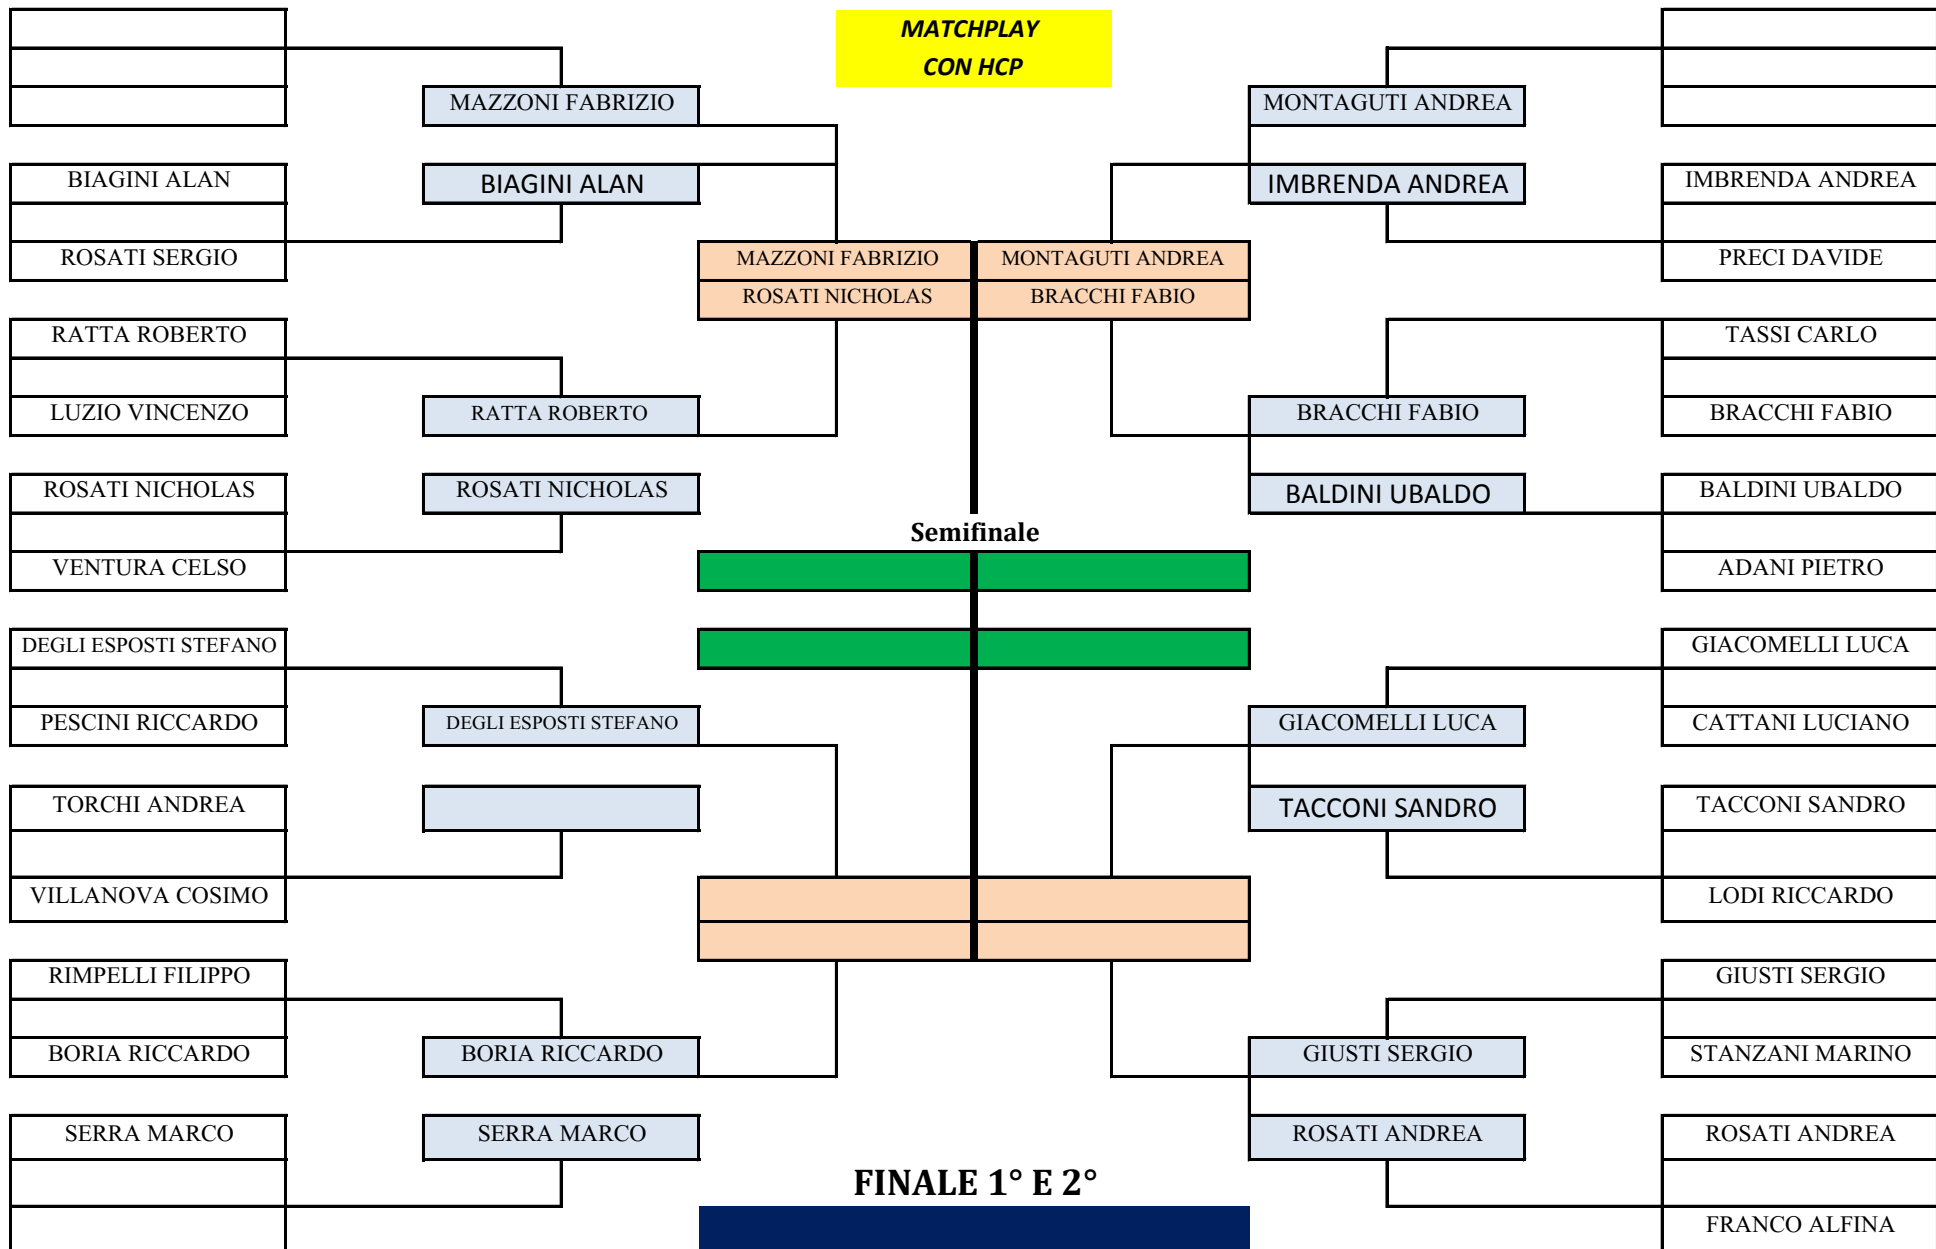 MATCHPLAY
CON HCP
MAZZONI FABRIZIO
MONTAGUTI ANDREA
BIAGINI ALAN
BIAGINI ALAN
IMBRENDA ANDREA
IMBRENDA ANDREA
ROSATI SERGIO
MAZZONI FABRIZIO
MONTAGUTI ANDREA
PRECI DAVIDE
ROSATI NICHOLAS
BRACCHI FABIO
RATTA ROBERTO
TASSI CARLO
LUZIO VINCENZO
RATTA ROBERTO
BRACCHI FABIO
BRACCHI FABIO
ROSATI NICHOLAS
ROSATI NICHOLAS
BALDINI UBALDO
BALDINI UBALDO
Semifinale
VENTURA CELSO
ADANI PIETRO
DEGLI ESPOSTI STEFANO
GIACOMELLI LUCA
PESCINI RICCARDO
DEGLI ESPOSTI STEFANO
GIACOMELLI LUCA
CATTANI LUCIANO
TORCHI ANDREA
TACCONI SANDRO
TACCONI SANDRO
VILLANOVA COSIMO
LODI RICCARDO
RIMPELLI FILIPPO
GIUSTI SERGIO
BORIA RICCARDO
BORIA RICCARDO
GIUSTI SERGIO
STANZANI MARINO
SERRA MARCO
SERRA MARCO
ROSATI ANDREA
ROSATI ANDREA
FINALE 1° E 2°
FRANCO ALFINA